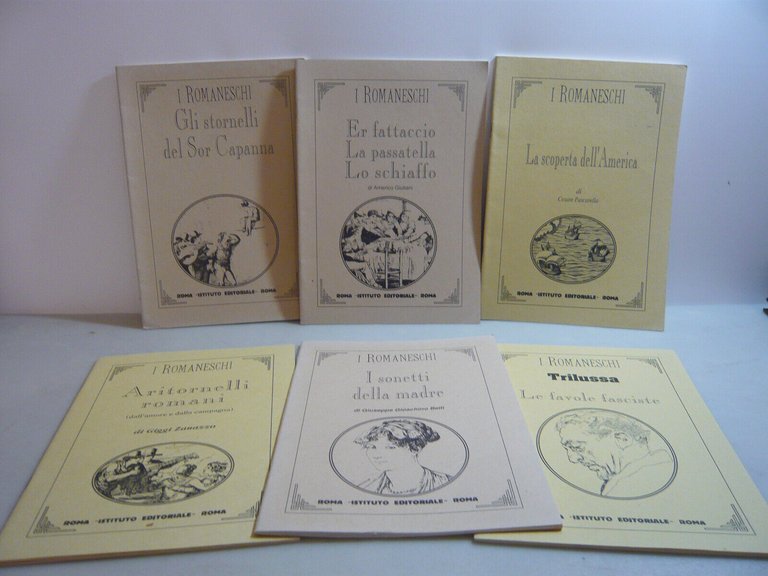 I ROMANESCHI
Gli stornelli
del Sor Capanna
ROMA "ISTITUTO EDITORIALE" ROMA
I ROMANESCHI
Er fattaccio
La passatella
Lo schiaffo
di Americo Giuliani
ROMA "ISTITUTO EDITORIALE" ROMA
I ROMANESCHI
La scoperta dell'America
di
Cesare Pascarella
ROMA "ISTITUTO EDITORIALE" ROMA
I ROMANESCHI
Aritornelli
romani
(dall'amore e dalla campagna)
di Giggi Zanazzo
ROMA "ISTITUTO EDITORIALE" ROMA
I ROMANESCHI
I sonetti
della madre
di Giuseppe Gioachino Belli
ROMA "ISTITUTO EDITORIALE" ROMA
I ROMANESCHI
Trilussa
Le favole fasciste
ROMA "ISTITUTO EDITORIALE" ROMA